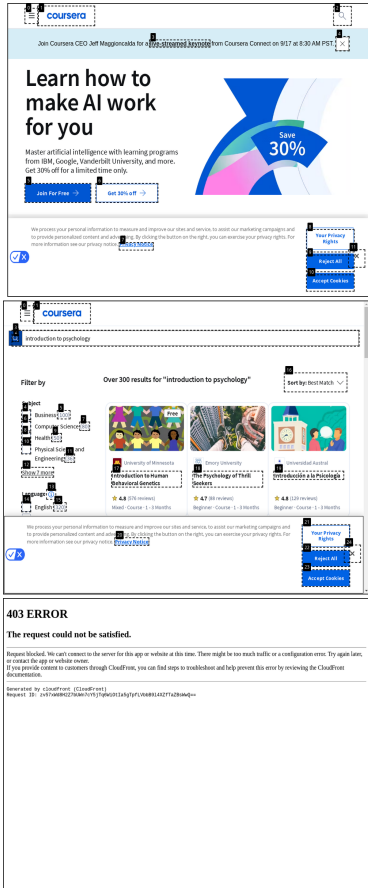 coursera
Join Coursera CEO Jeff Maggioncalda for a live-streamed keynote from Coursera Connect on 9/17 at 8:30 AM PST.
Learn how to
make AI work
for you
Master artificial intelligence with learning programs
from IBM, Google, Vanderbilt University, and more.
Get 30% off for a limited time only.
Save
30%
Join For Free
Get 30% off
We process your personal information to measure and improve our sites and service, to assist our marketing campaigns and
to provide personalised content and advertising. By clicking the button on the right, you can exercise your privacy rights. For
more information see our privacy notice.
Your Privacy
Rights
Reject All
Accept Cookies
coursera
introduction to psychology
Filter by
Over 300 results for "introduction to psychology"
Sort by: Best Match
Subject
Business
Computer Science
Health
Physical Science and
Engineering
Show 7 more
Language
English
Free
University of Minnesota
Introduction to Human
Behavioral Genetics
4.8
Mixed · Course · 1 - 3 Months
Emory University
The Psychology of Thrill
Seekers
4.7
Beginner · Course · 1 - 3 Months
Universidad Austral
Introducción a la Psicología
4.8
Beginner · Course · 1 - 3 Months
We process your personal information to measure and improve our sites and service, to assist our marketing campaigns and
to provide personalised content and advertising. By clicking the button on the right, you can exercise your privacy rights. For
more information see our privacy notice. Privacy Notice
Your Privacy
Rights
Reject All
Accept Cookies
403 ERROR
The request could not be satisfied.
Request blocked. We can't connect to the server for this app or website at this time. There might be too much traffic or a configuration error. Try again later,
or contact the app or website owner.
If you provide content to customers through CloudFront, you can find steps to troubleshoot and help prevent this error by reviewing the CloudFront
documentation.
Generated by cloudfront (CloudFront)
Request ID: